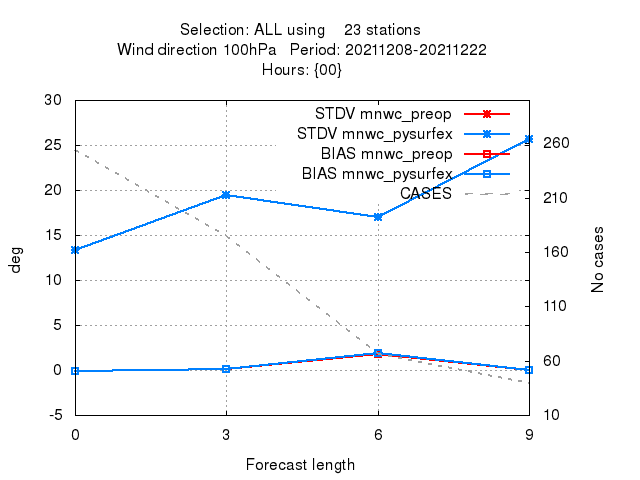 Selection: ALL using 23 stations
Wind direction 100hPa Period: 20211208-20211222
Hours: {00}
STDV mnwc_preop
STDV mnwc_pysurfex
BIAS mnwc_preop
BIAS mnwc_pysurfex
CASES
30
25
20
15
10
5
0
-5
deg
260
210
160
110
60
10
No cases
0 3 6 9
Forecast length